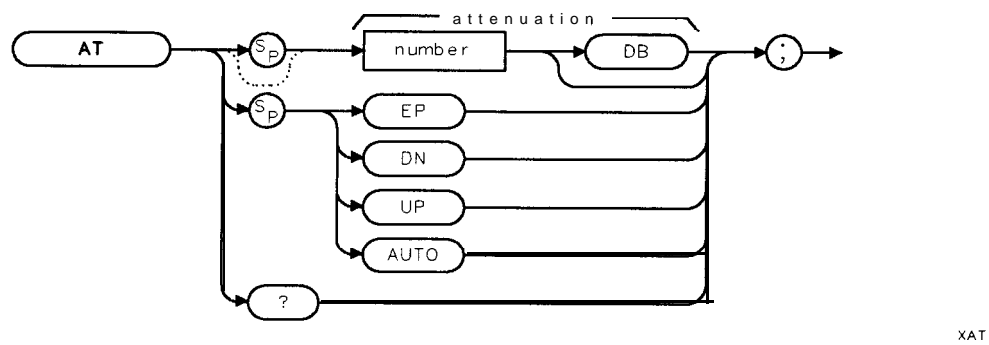 attenuation
AT SP number DB ;
SP EP
DN
UP
AUTO
?
XAT